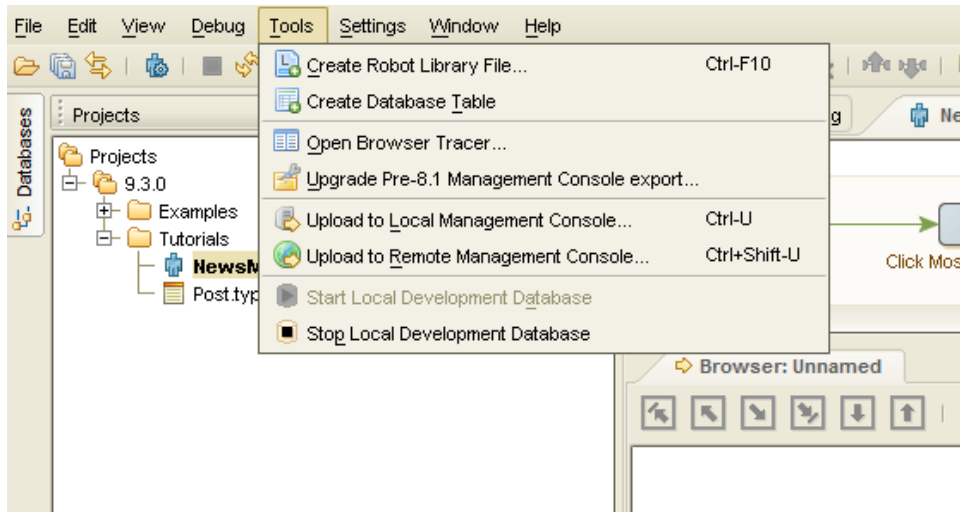 File Edit View Debug Tools Settings Window Help
Create Robot Library File... Ctrl-F10
Create Database Table
Open Browser Tracer...
Upgrade Pre-8.1 Management Console export...
Upload to Local Management Console... Ctrl-U
Upload to Remote Management Console... Ctrl+Shift-U
Start Local Development Database
Stop Local Development Database
Databases
Projects
Projects
9.3.0
Examples
Tutorials
NewsM
Post.typ
g
Ne
Click Mos
Browser: Unnamed